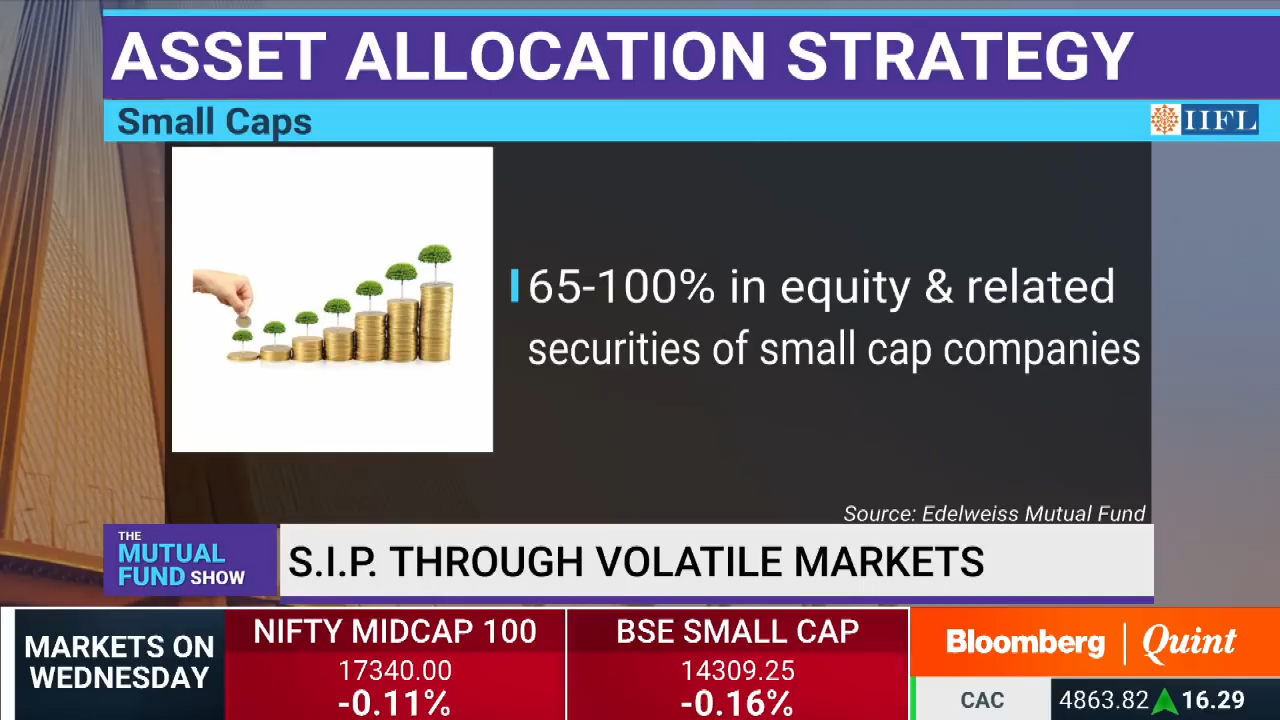 ASSET ALLOCATION STRATEGY
Small Caps
IIFL
65-100% in equity & related
securities of small cap companies
Source: Edelweiss Mutual Fund
THE
MUTUAL
FUND SHOW
S.I.P. THROUGH VOLATILE MARKETS
MARKETS ON
WEDNESDAY
NIFTY MIDCAP 100
17340.00
-0.11%
BSE SMALL CAP
14309.25
-0.16%
Bloomberg | Quint
CAC 4863.82 ▲ 16.29